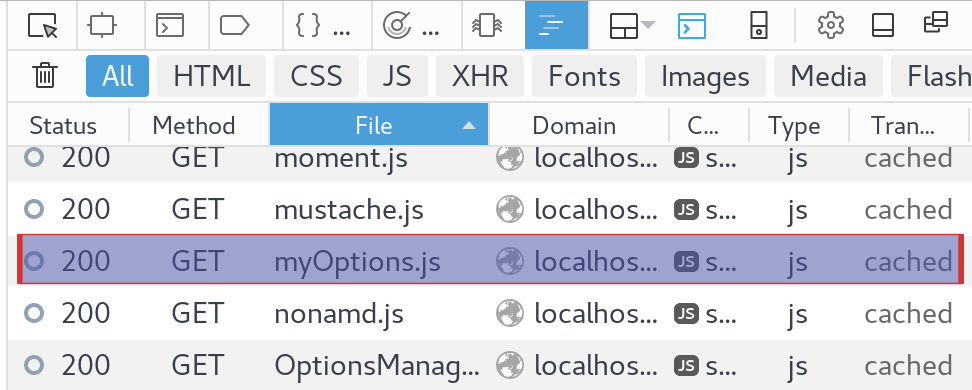 { } ... ...
All HTML CSS JS XHR Fonts Images Media Flash
Status Method File Domain C... Type Tran...
200 GET moment.js localhos... JS s... js cached
200 GET mustache.js localhos... JS s... js cached
200 GET myOptions.js localhos... JS s... js cached
200 GET nonamd.js localhos... JS s... js cached
200 GET OptionsManag... localhos... JS s... js cached